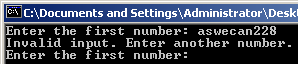 C:\Documents and Settings\Administrator\Desk
Enter the first number: aswecan228
Invalid input. Enter another number.
Enter the first number: